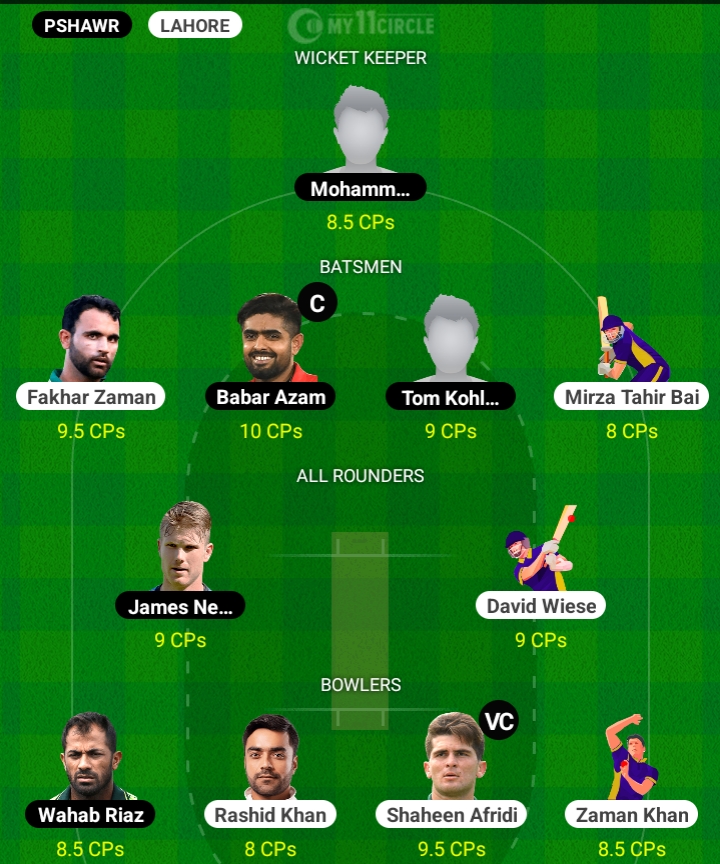 PSHAWR LAHORE MY11CIRCLE
WICKET KEEPER
Mohamm...
8.5 CPs
BATSMEN
C
Fakhar Zaman Babar Azam Tom Kohl... Mirza Tahir Bai
9.5 CPs 10 CPs 9 CPs 8 CPs
ALL ROUNDERS
James Ne... David Wiese
9 CPs 9 CPs
BOWLERS
VC
Wahab Riaz Rashid Khan Shaheen Afridi Zaman Khan
8.5 CPs 8 CPs 9.5 CPs 8.5 CPs